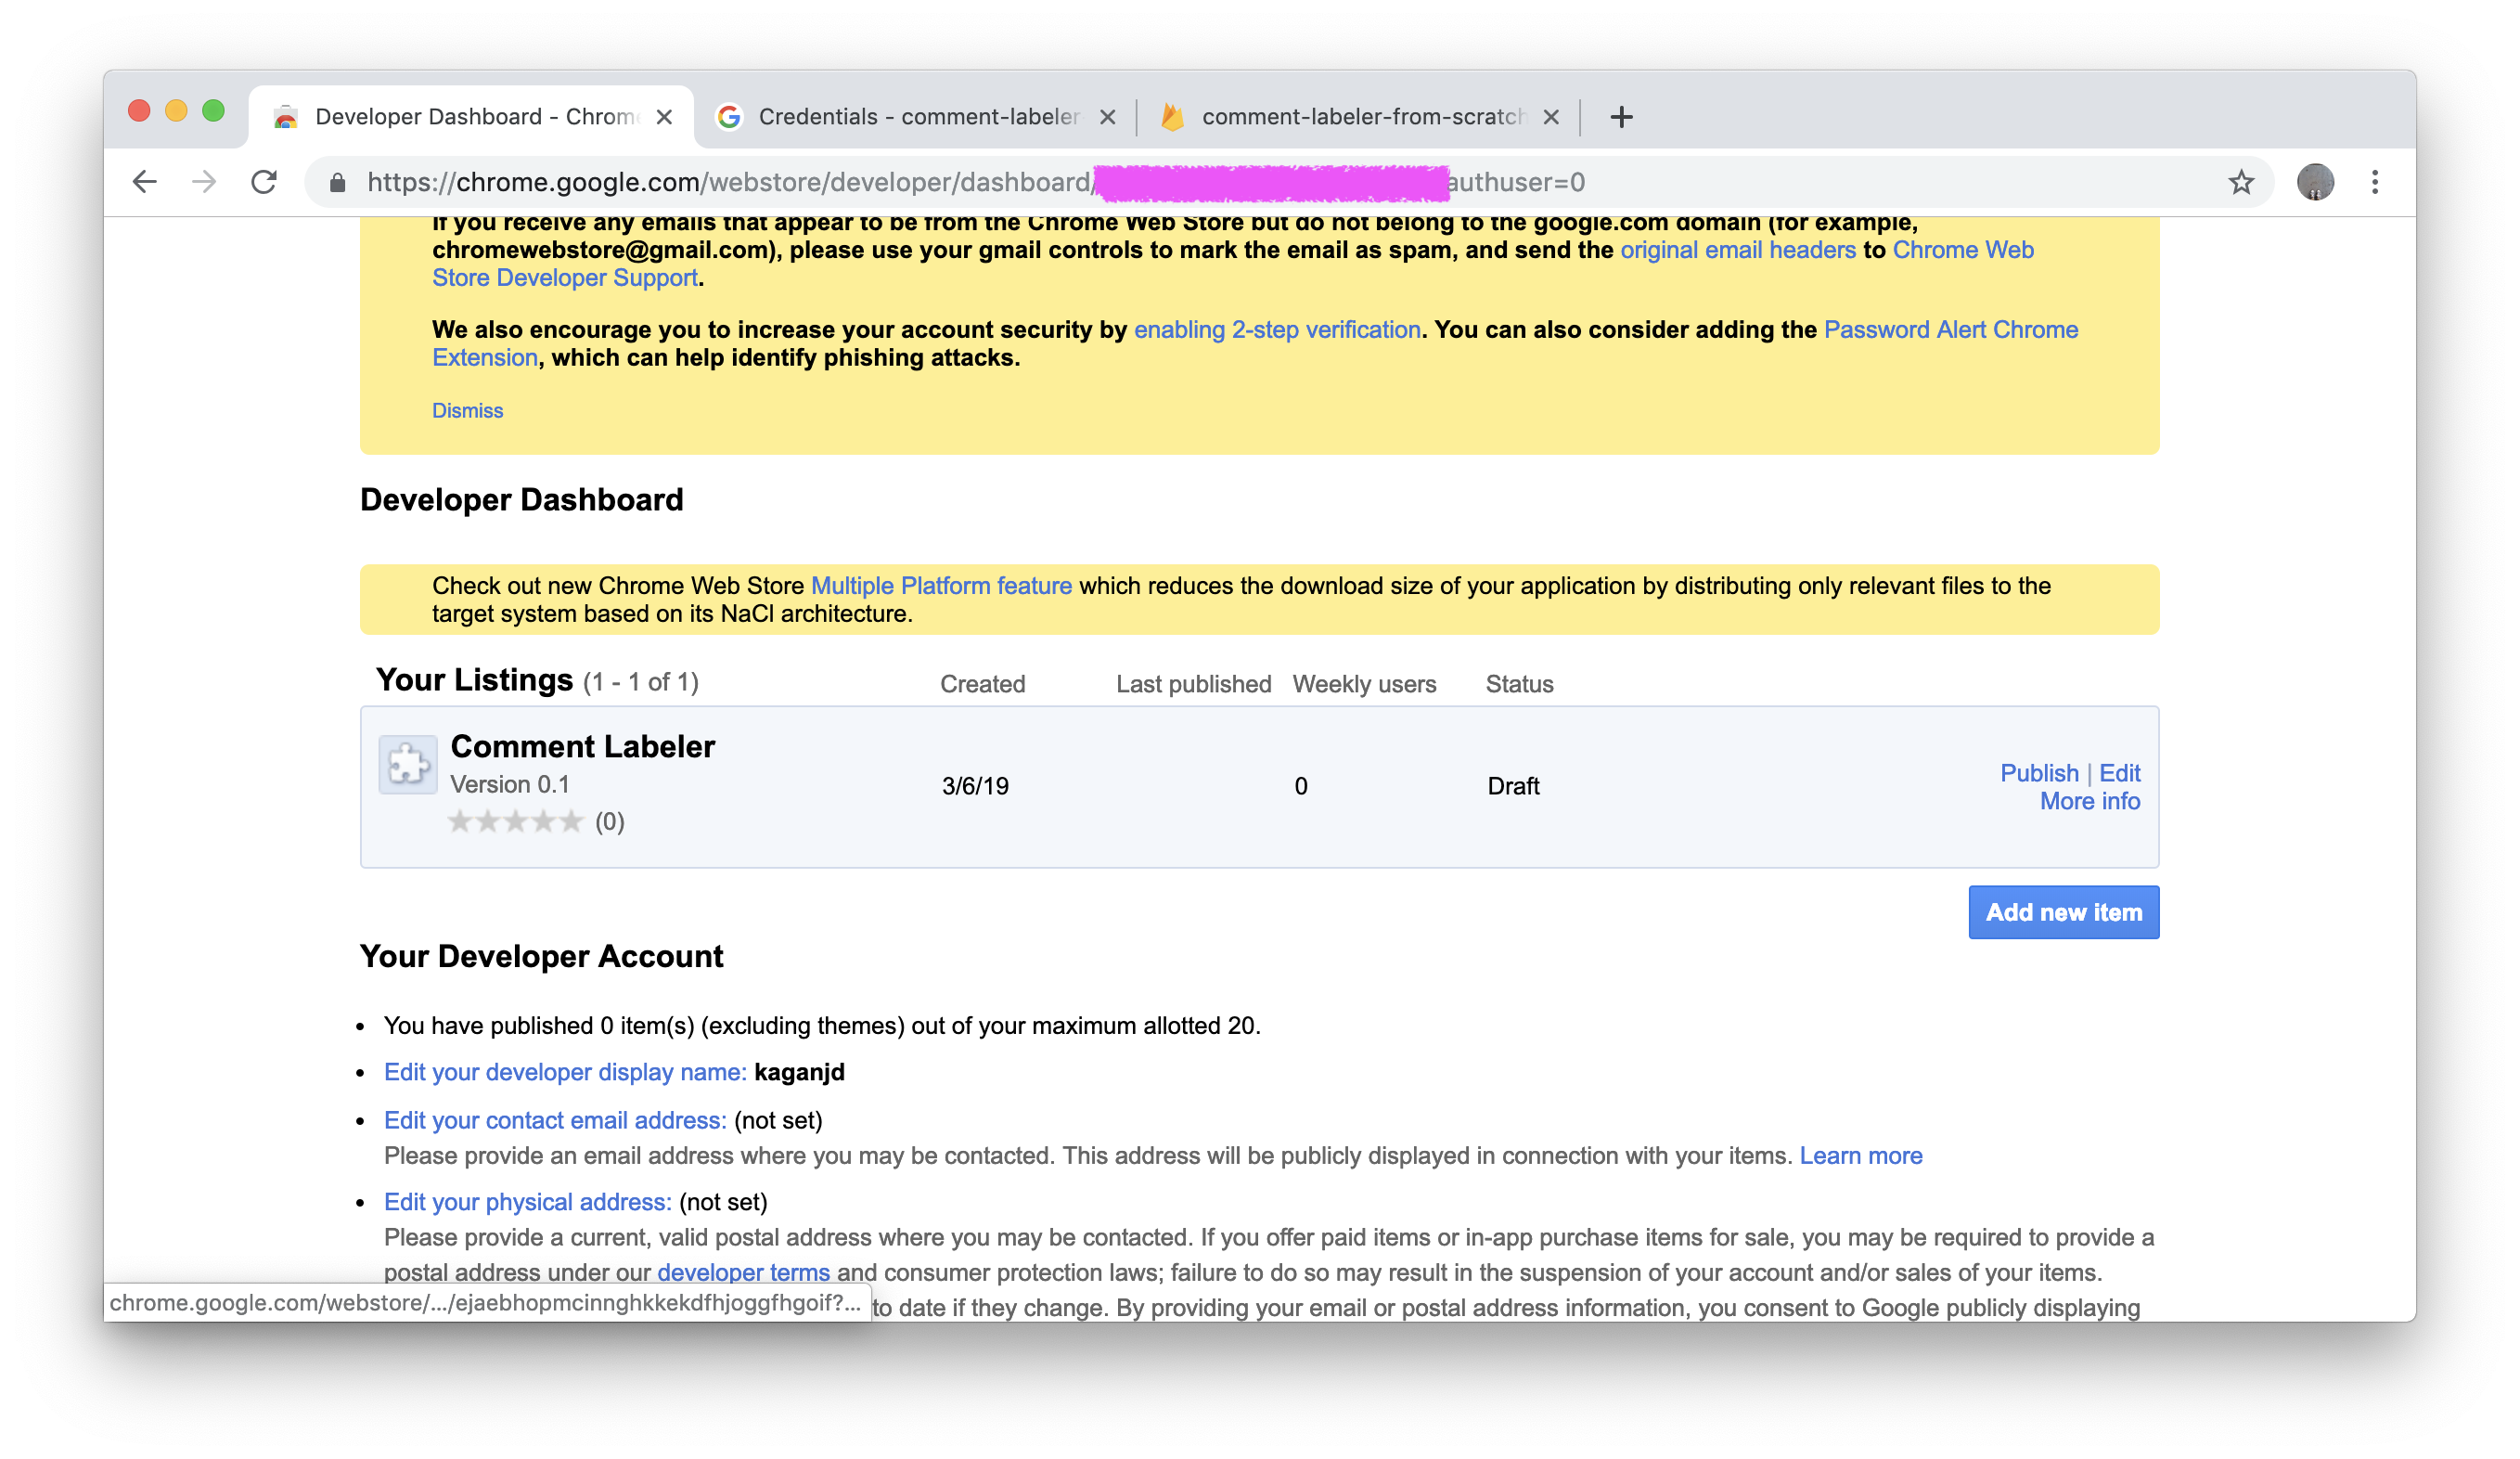 Developer Dashboard - Chrom
Credentials - comment-labeler-
comment-labeler-from-scratch
https://chrome.google.com/webstore/developer/dashboard/ authuser=0
If you receive any emails that appear to be from the Chrome Web Store but do not belong to the google.com domain (for example,
chromewebstore@gmail.com), please use your gmail controls to mark the email as spam, and send the original email headers to Chrome Web
Store Developer Support.
We also encourage you to increase your account security by enabling 2-step verification. You can also consider adding the Password Alert Chrome
Extension, which can help identify phishing attacks.
Dismiss
Developer Dashboard
Check out new Chrome Web Store Multiple Platform feature which reduces the download size of your application by distributing only relevant files to the
target system based on its NaCl architecture.
Your Listings (1 - 1 of 1) Created Last published Weekly users Status
Comment Labeler
Version 0.1
(0)
3/6/19 0 Draft
Publish | Edit
More info
Add new item
Your Developer Account
• You have published 0 item(s) (excluding themes) out of your maximum allotted 20.
• Edit your developer display name: kaganjd
• Edit your contact email address: (not set)
Please provide an email address where you may be contacted. This address will be publicly displayed in connection with your items. Learn more
• Edit your physical address: (not set)
Please provide a current, valid postal address where you may be contacted. If you offer paid items or in-app purchase items for sale, you may be required to provide a
postal address under our developer terms and consumer protection laws; failure to do so may result in the suspension of your account and/or sales of your items.
to date if they change. By providing your email or postal address information, you consent to Google publicly displaying
chrome.google.com/webstore/.../ejaebhopmcinnghkkekdfhjoggfhgoif?...